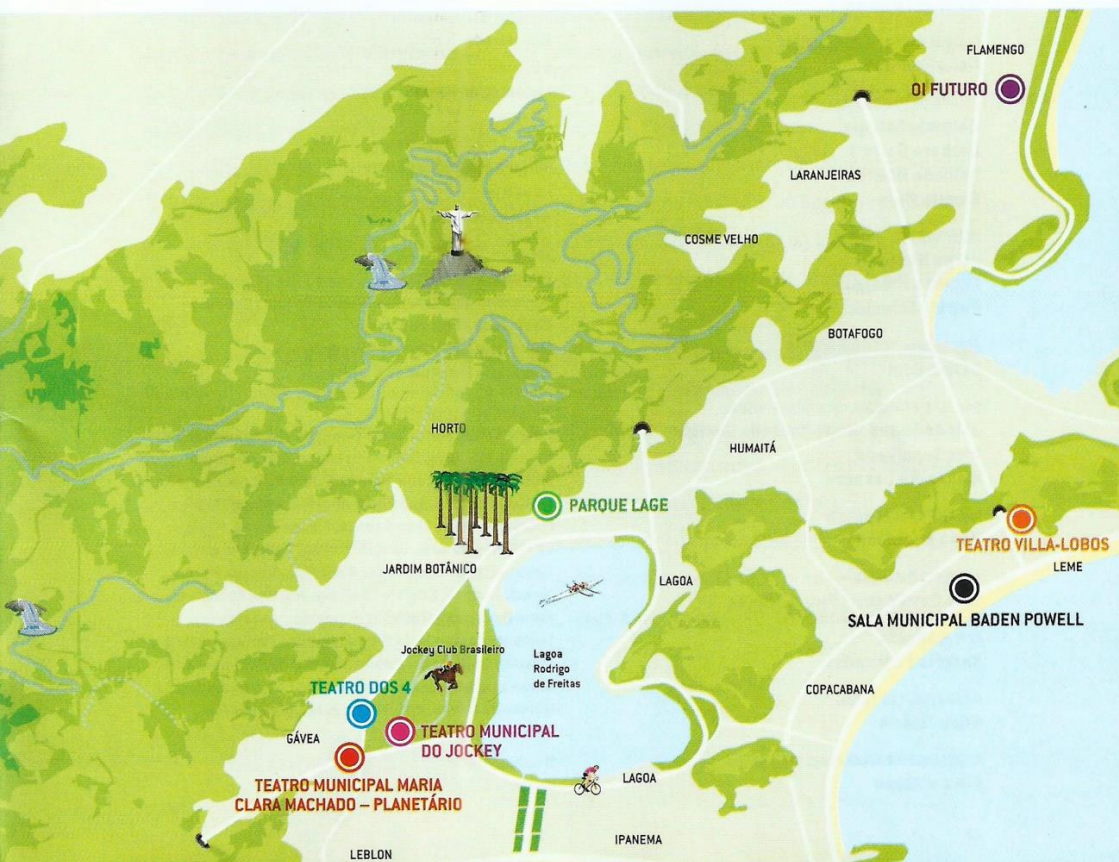 FLAMENGO
OI FUTURO
LARANJEIRAS
COSME VELHO
BOTAFOGO
HORTO
HUMAITÁ
PARQUE LAGE
TEATRO VILLA-LOBOS
LEME
JARDIM BOTÂNICO
LAGOA
SALA MUNICIPAL BADEN POWELL
Jockey Club Brasileiro
Lagoa
Rodrigo
de Freitas
COPACABANA
TEATRO DOS 4
GÁVEA
TEATRO MUNICIPAL
DO JOCKEY
TEATRO MUNICIPAL MARIA
CLARA MACHADO – PLANETÁRIO
LAGOA
IPANEMA
LEBLON